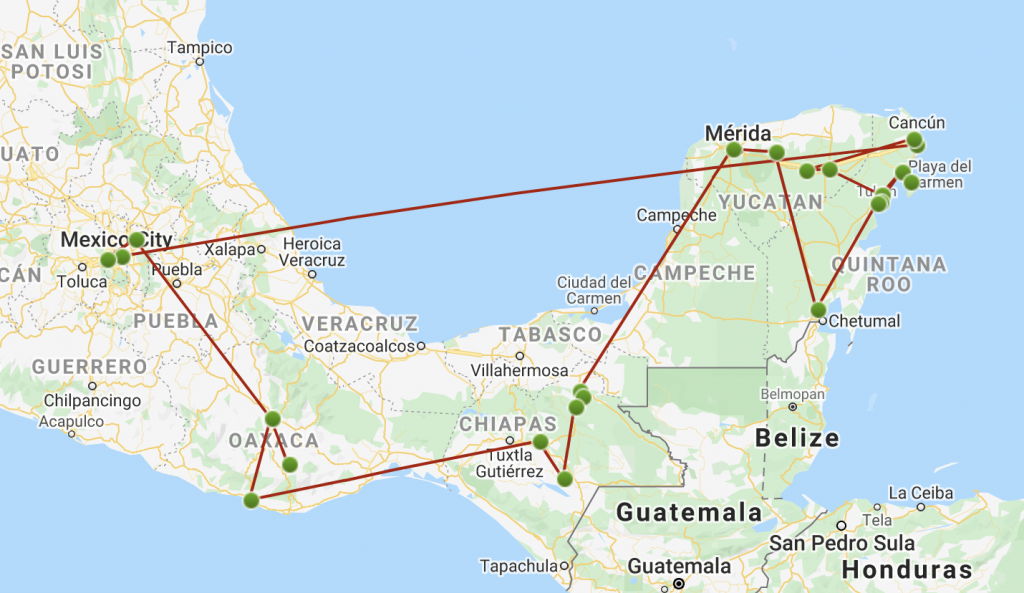 Tampico
SAN LUIS
POTOSI
UATO
Mérida
Cancún
Playa del
Carmen
YUCATAN
Campeche
Mexico City
Xalapa
Heroica
Veracruz
CÁN
Toluca
Puebla
Ciudad del
Carmen
CAMPECHE
QUINTANA
ROO
PUEBLA
VERACRUZ
Coatzacoalcos
TABASCO
Chetumal
GUERRERO
Villahermosa
Chilpancingo
Acapulco
Belmopan
OAXACA
CHIAPAS
Tuxtla
Gutiérrez
Belize
Guatemala
La Ceiba
Tela
San Pedro Sula
Tapachula
Guatemala
Honduras